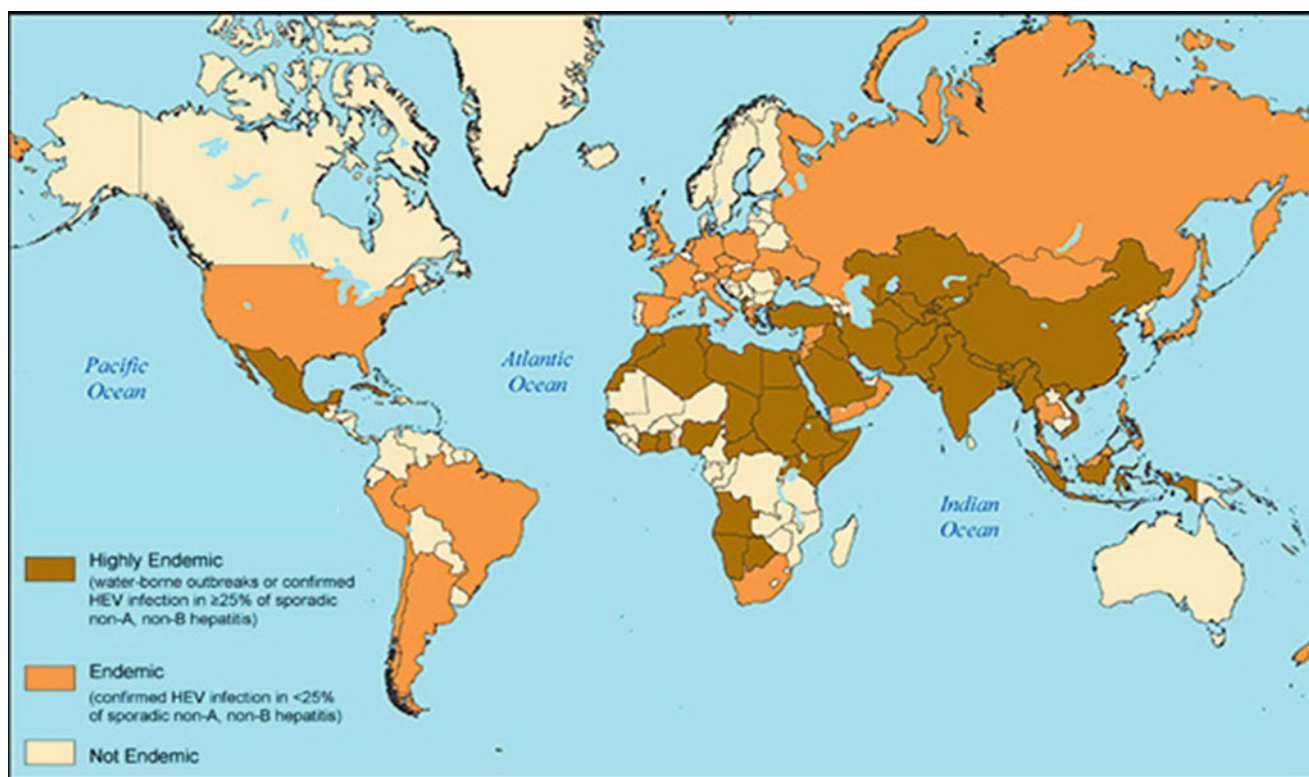 Pacific
Ocean
Atlantic
Ocean
Indian
Ocean
Highly Endemic
(water-borne outbreaks or confirmed
HEV infection in ≥25% of sporadic
non-A, non-B hepatitis)
Endemic
(confirmed HEV infection in <25%
of sporadic non-A, non-B hepatitis)
Not Endemic